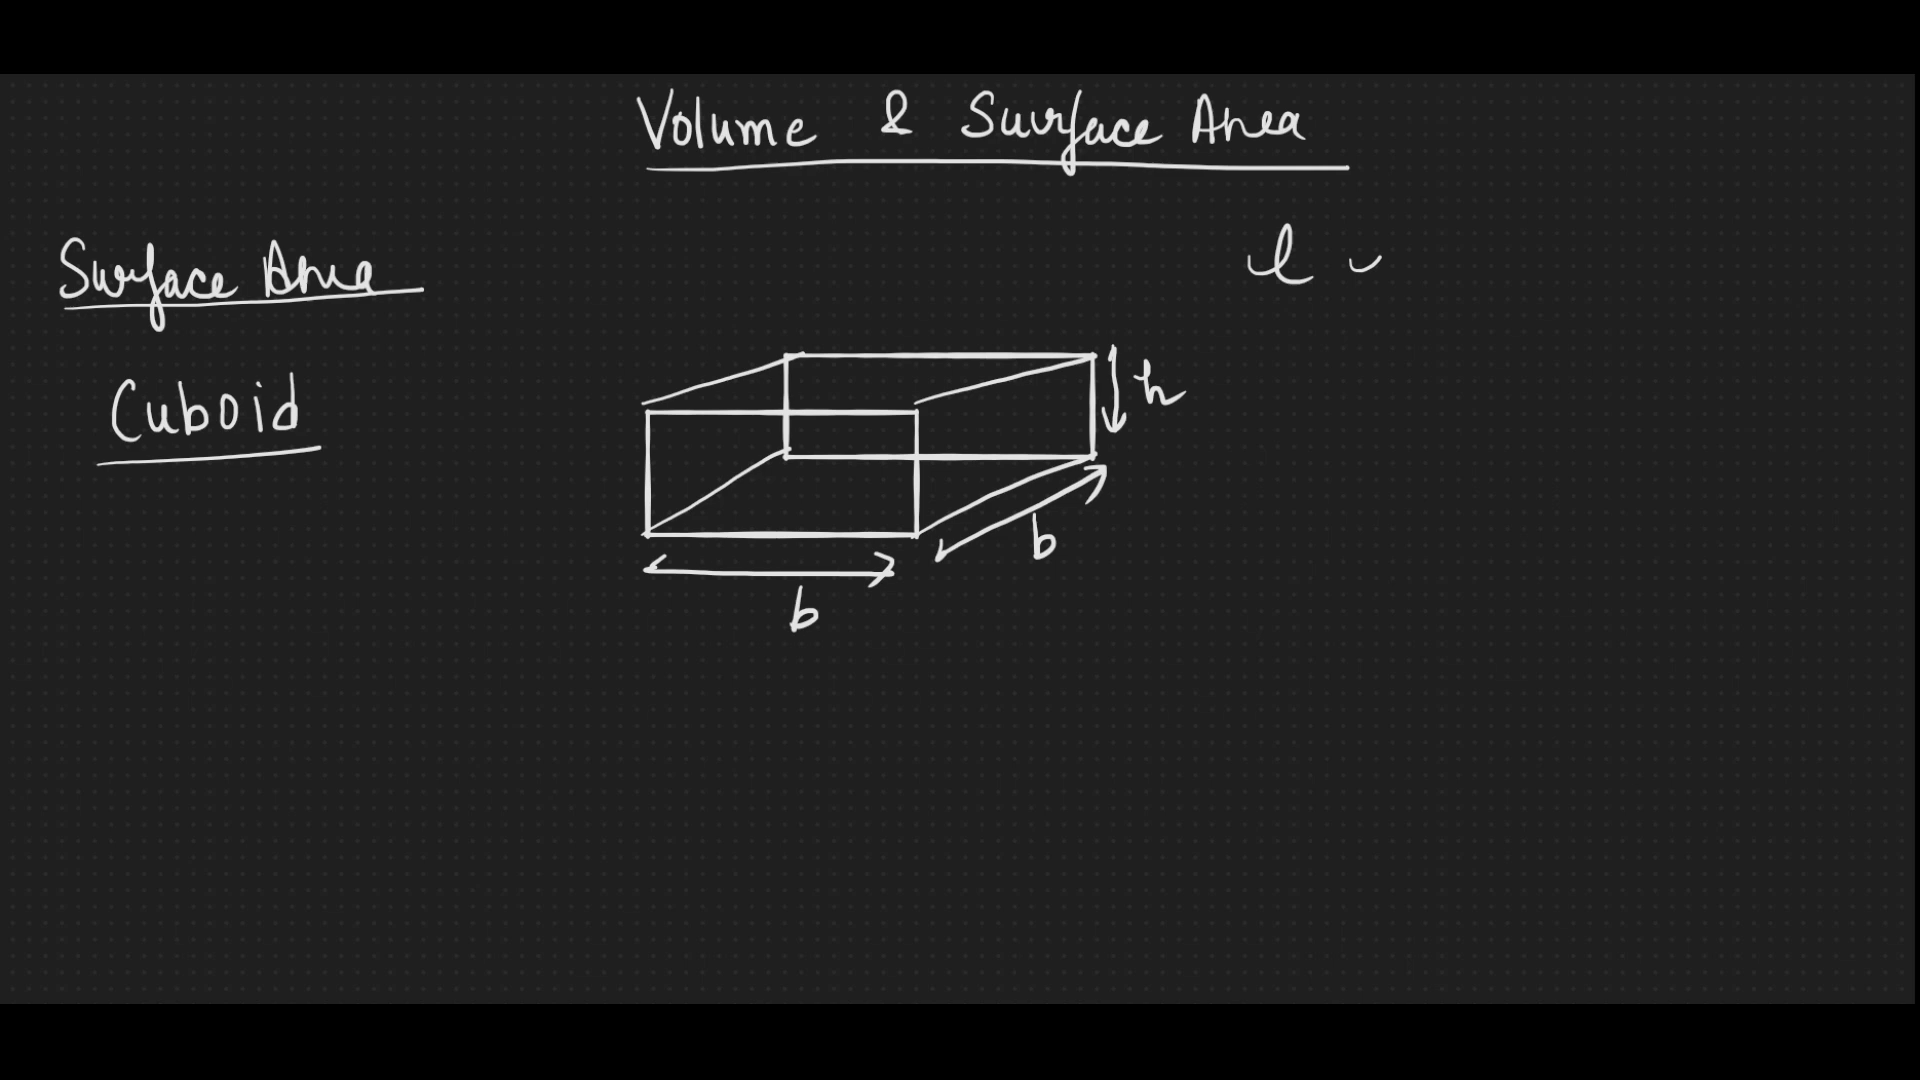 Volume & Surface Area
Surface Area
l
Cuboid
h
b
b